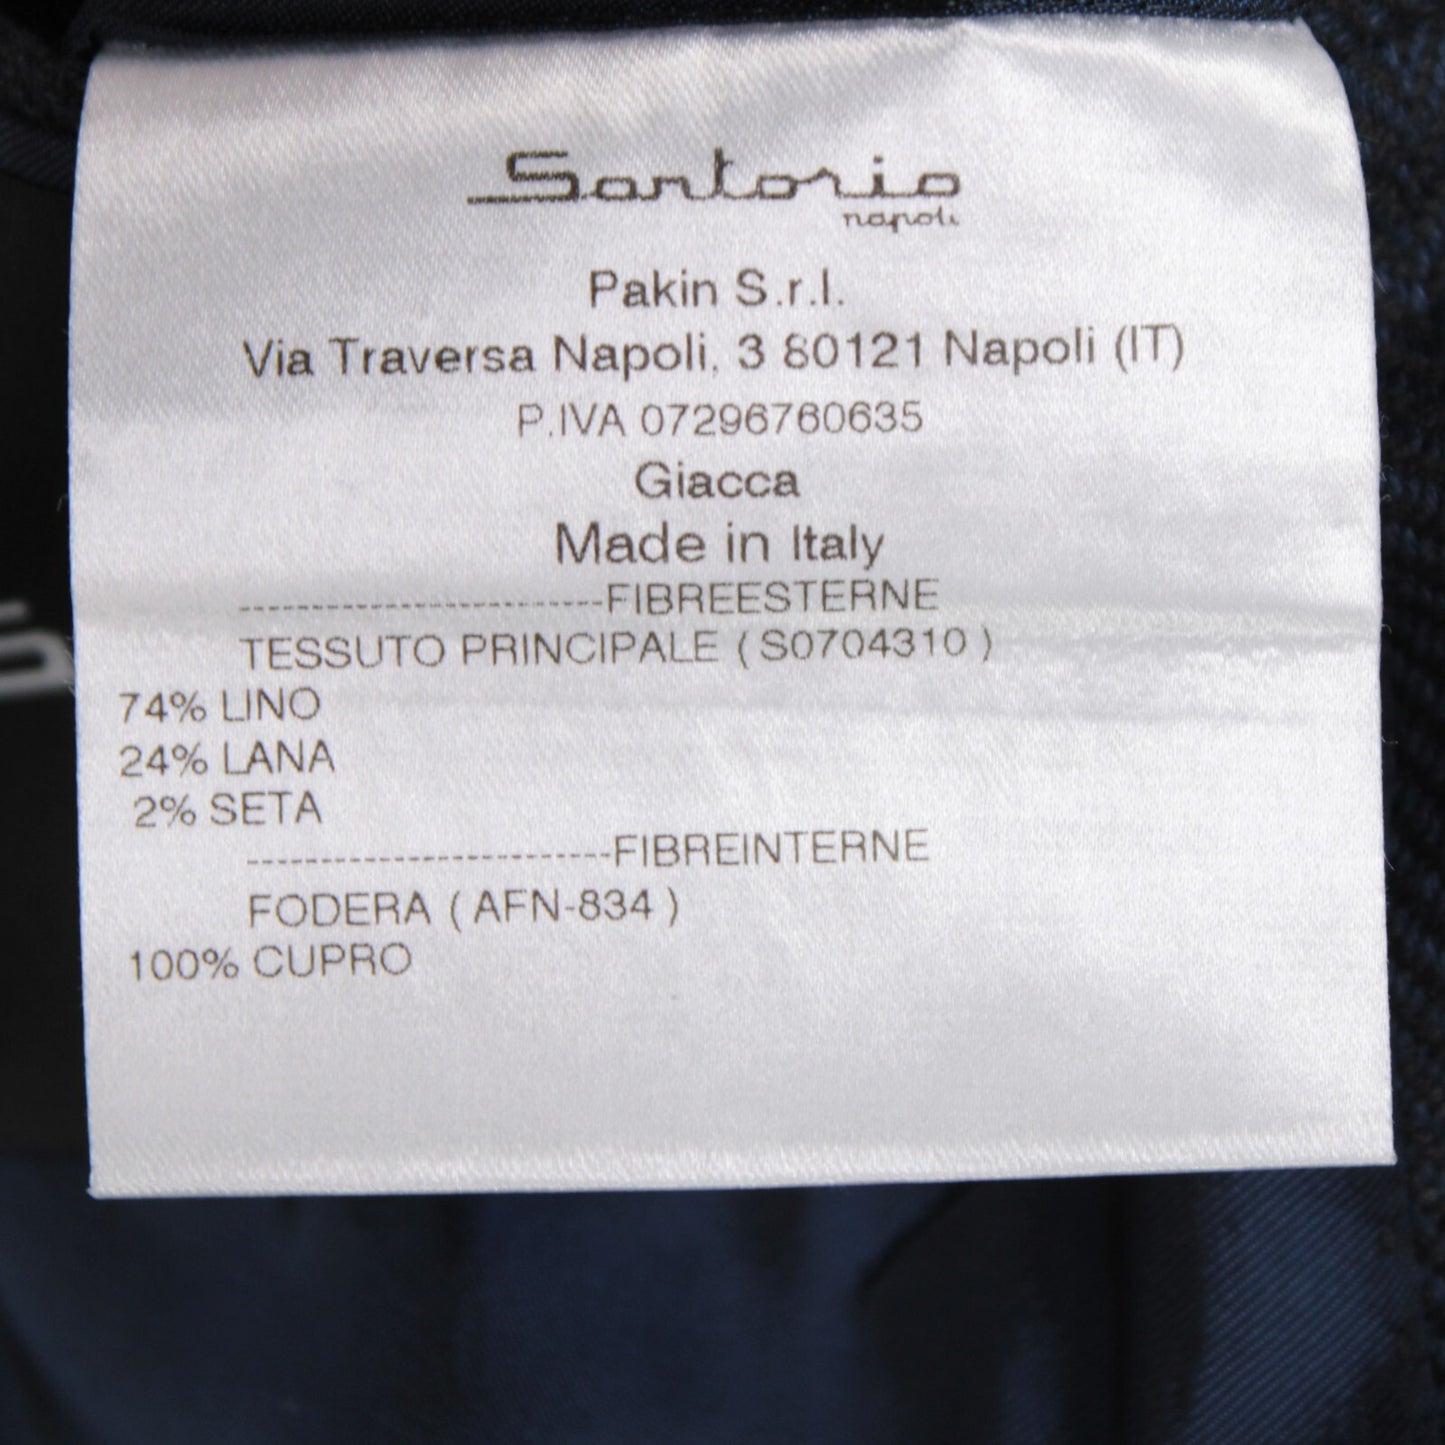 Sartorio
napoli
Pakin S.r.l.
Via Traversa Napoli, 3 80121 Napoli (IT)
P.IVA 07296760635
Giacca
Made in Italy
-------------------------FIBREESTERNE
TESSUTO PRINCIPALE ( S0704310 )
74% LINO
24% LANA
2% SETA
-------------------------FIBREINTERNE
FODERA ( AFN-834 )
100% CUPRO